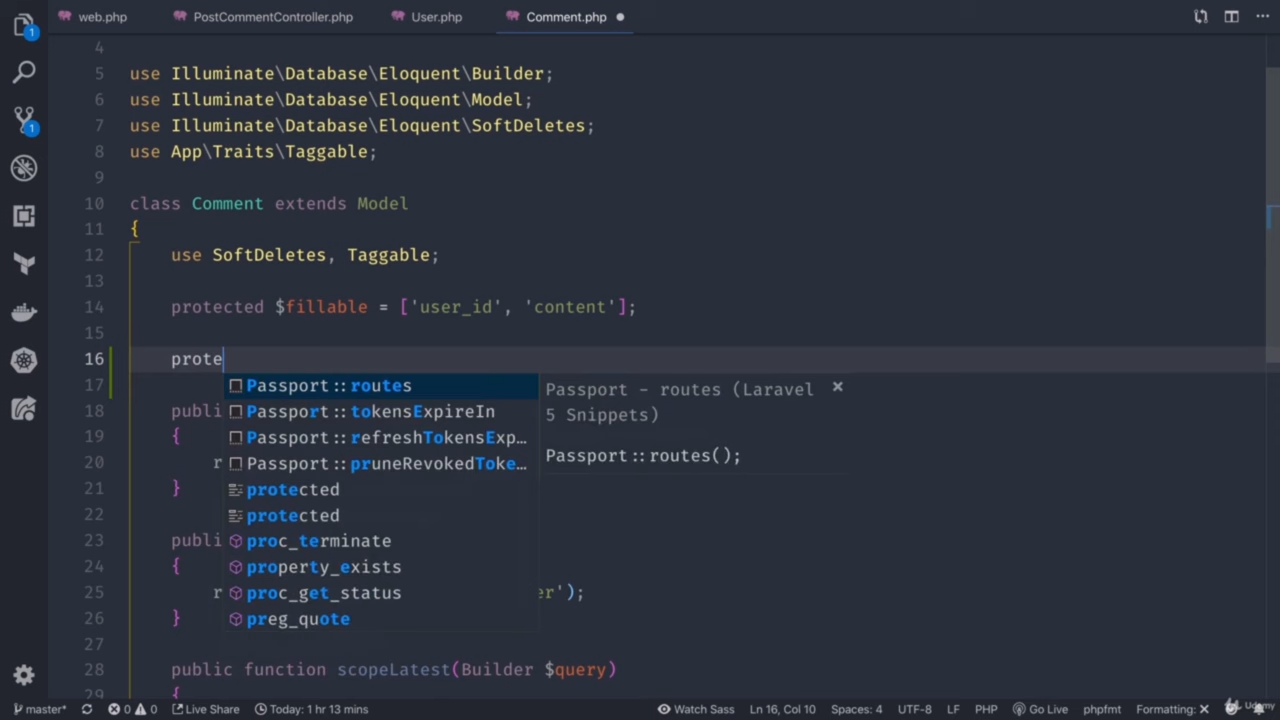 web.php PostCommentController.php User.php Comment.php
4
5 use Illuminate\Database\Eloquent\Builder;
6 use Illuminate\Database\Eloquent\Model;
7 use Illuminate\Database\Eloquent\SoftDeletes;
8 use App\Traits\Taggable;
9
10 class Comment extends Model
11 {
12 use SoftDeletes, Taggable;
13
14 protected $fillable = ['user_id', 'content'];
15
16 prote
17 Passport::routes Passport - routes (Laravel ×
5 Snippets)
18 publi Passport::tokensExpireIn
19 { Passport::refreshTokensExp…
20 r Passport::pruneRevokedToke… Passport::routes();
21 } protected
22 protected
23 publi proc_terminate
24 { property_exists
25 r proc_get_status er');
26 } preg_quote
27
28 public function scopeLatest(Builder $query)
29 {
1
1
master* 0 0 Live Share Today: 1 hr 13 mins Watch Sass Ln 16, Col 10 Spaces: 4 UTF-8 LF PHP Go Live phpfmt Formatting: ×
Udemy